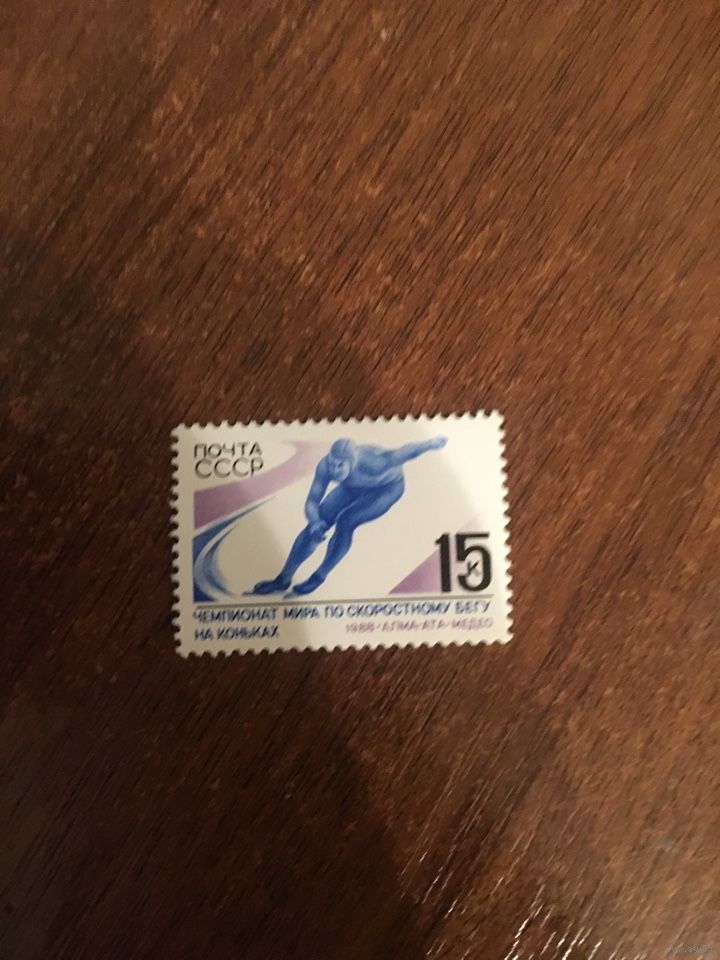 ПОЧТА
СССР
15
К
ЧЕМПИОНАТ МИРА ПО СКОРОСТНОМУ БЕГУ
НА КОНЬКАХ
1988·АЛМА-АТА·МЕДЕО